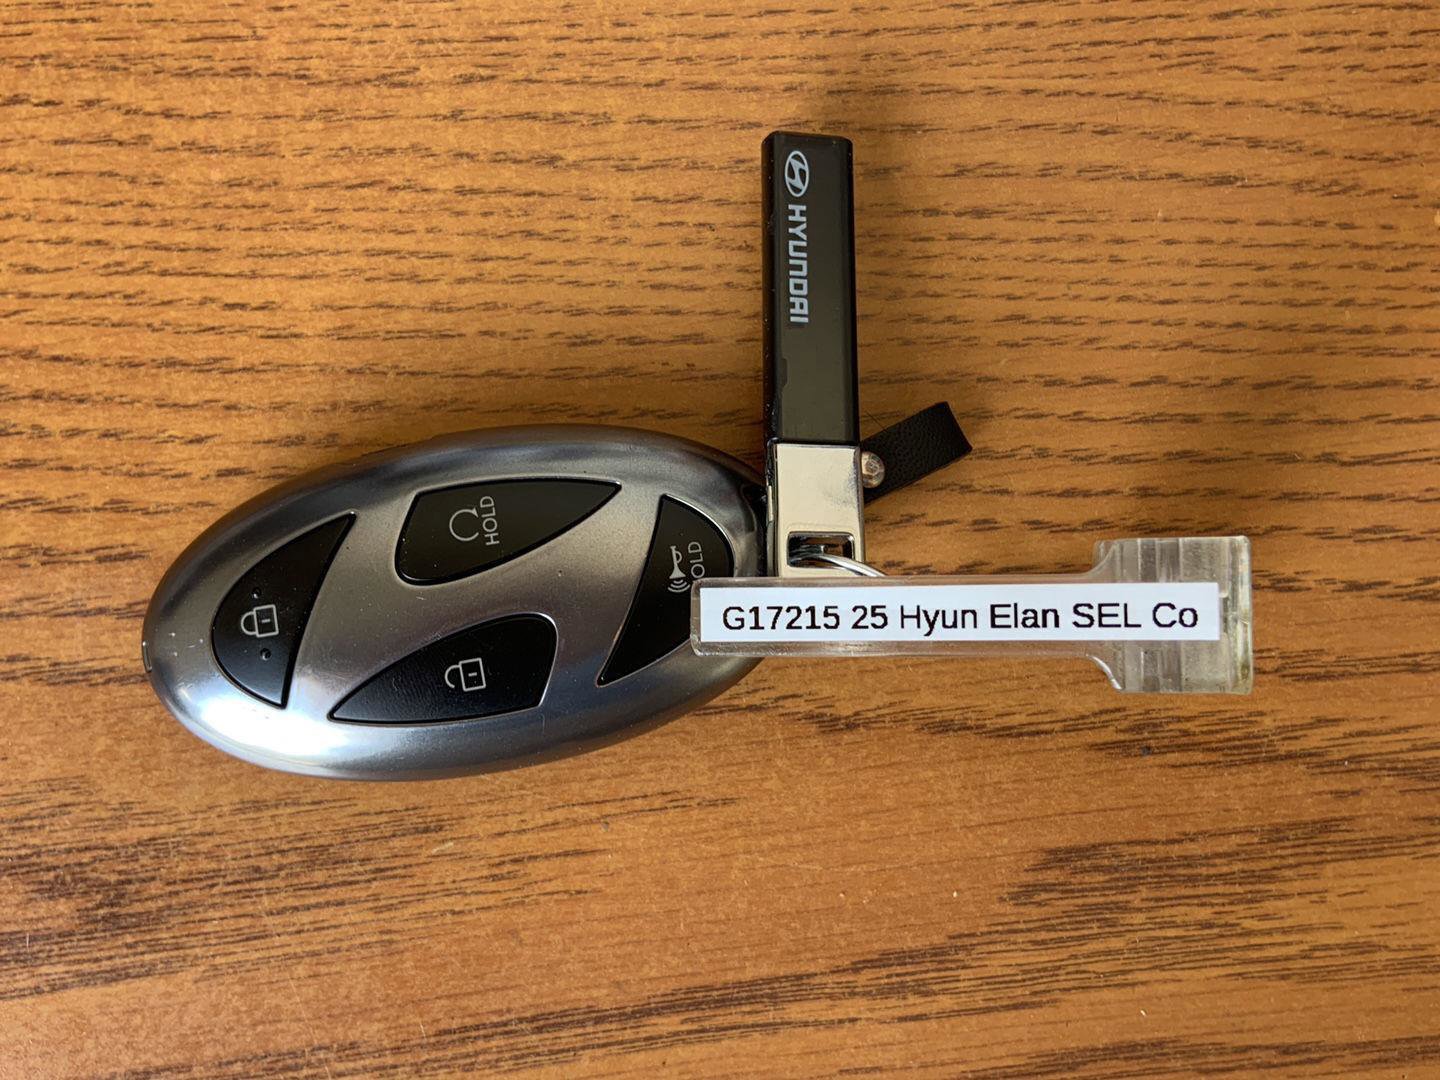 HYUNDAI
HOLD
HOLD
G17215 25 Hyun Elan SEL Co